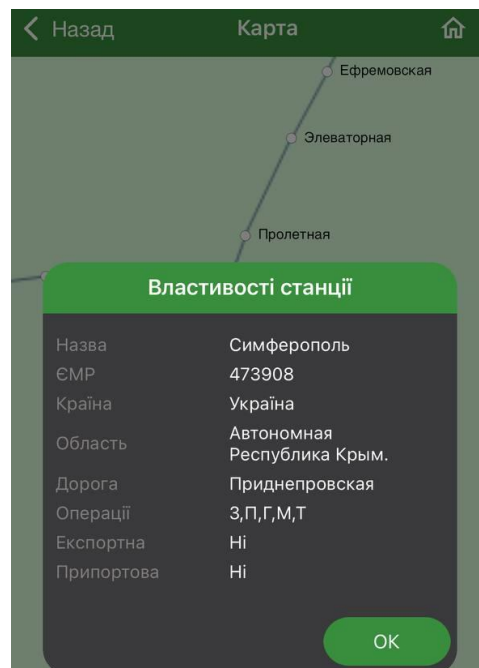 Назад
Карта
Ефремовская
Элеваторная
Пролетная
Властивості станції
Назва Симферополь
ЄМР 473908
Країна Україна
Область Автономная
Республика Крым.
Дорога Приднепровская
Операції З,П,Г,М,Т
Експортна Ні
Припортова Ні
ОК